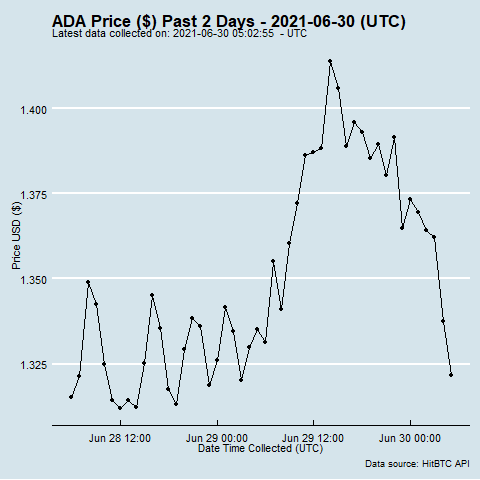 ADA Price ($) Past 2 Days - 2021-06-30 (UTC)
Latest data collected on: 2021-06-30 05:02:55  - UTC
1.400
1.375
1.350
1.325
Price USD ($)
Jun 28 12:00
Jun 29 00:00
Jun 29 12:00
Jun 30 00:00
Date Time Collected (UTC)
Data source: HitBTC API